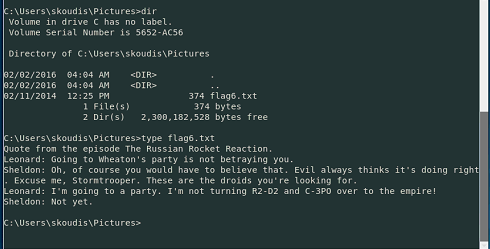 C:\Users\skoudis\Pictures>dir
 Volume in drive C has no label.
 Volume Serial Number is 5652-AC56

 Directory of C:\Users\skoudis\Pictures

02/02/2016  04:04 AM    <DIR>          .
02/02/2016  04:04 AM    <DIR>          ..
02/11/2014  12:25 PM               374 flag6.txt
               1 File(s)            374 bytes
               2 Dir(s)   2,300,182,528 bytes free

C:\Users\skoudis\Pictures>type flag6.txt
Quote from the episode The Russian Rocket Reaction.
Leonard: Going to Wheaton's party is not betraying you.
Sheldon: Oh, of course you would have to believe that. Evil always thinks it's doing right
. Excuse me, Stormtrooper. These are the droids you're looking for.
Leonard: I'm going to a party. I'm not turning R2-D2 and C-3PO over to the empire!
Sheldon: Not yet.

C:\Users\skoudis\Pictures>